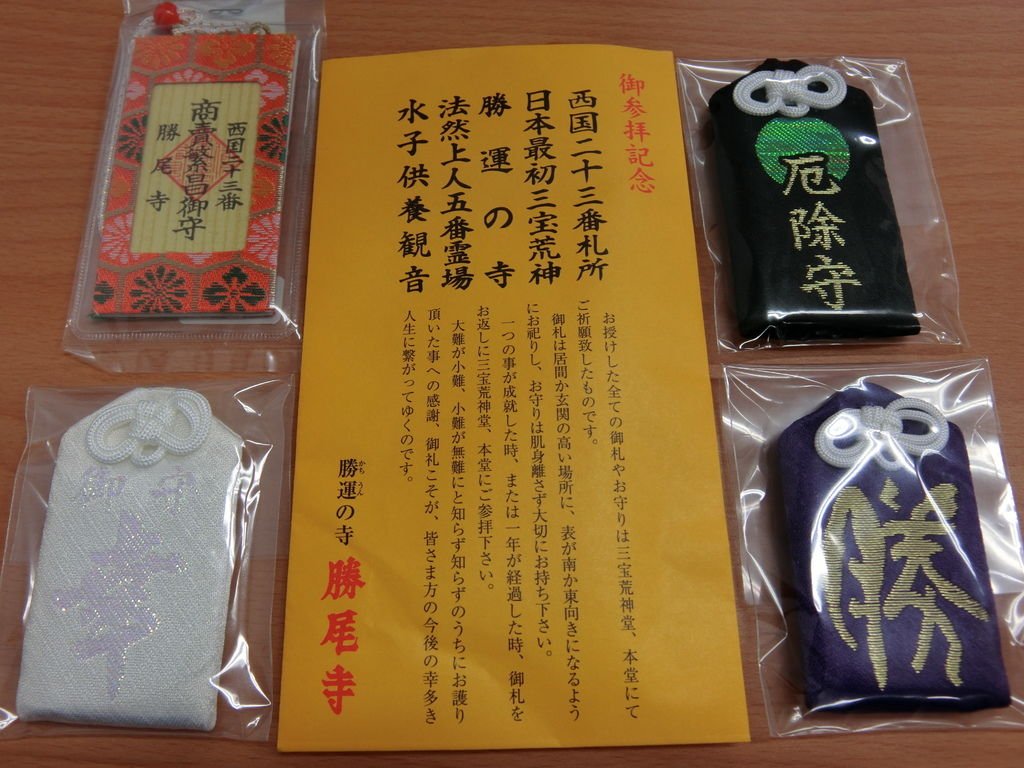 西国二十三番
商賣繁昌御守
勝尾寺
御参拝記念
西国二十三番札所
日本最初三宝荒神
勝運の寺
法然上人五番霊場
水子供養観音
お授けした全ての御札やお守りは三宝荒神堂、本堂にて
ご祈願致したものです。
御札は居間か玄関の高い場所に、表が南か東向きになるよう
にお祀りし、お守りは肌身離さず大切にお持ち下さい。
一つの事が成就した時、または一年が経過した時、御札を
お返しに三宝荒神堂、本堂にご参拝下さい。
大難が小難、小難が無難にと知らず知らずのうちにお護り
頂いた事への感謝、御礼こそが、皆さま方の今後の幸多き
人生に繋がってゆくのです。
勝運の寺
かちうん
勝尾寺
厄除守
御守
幸
勝